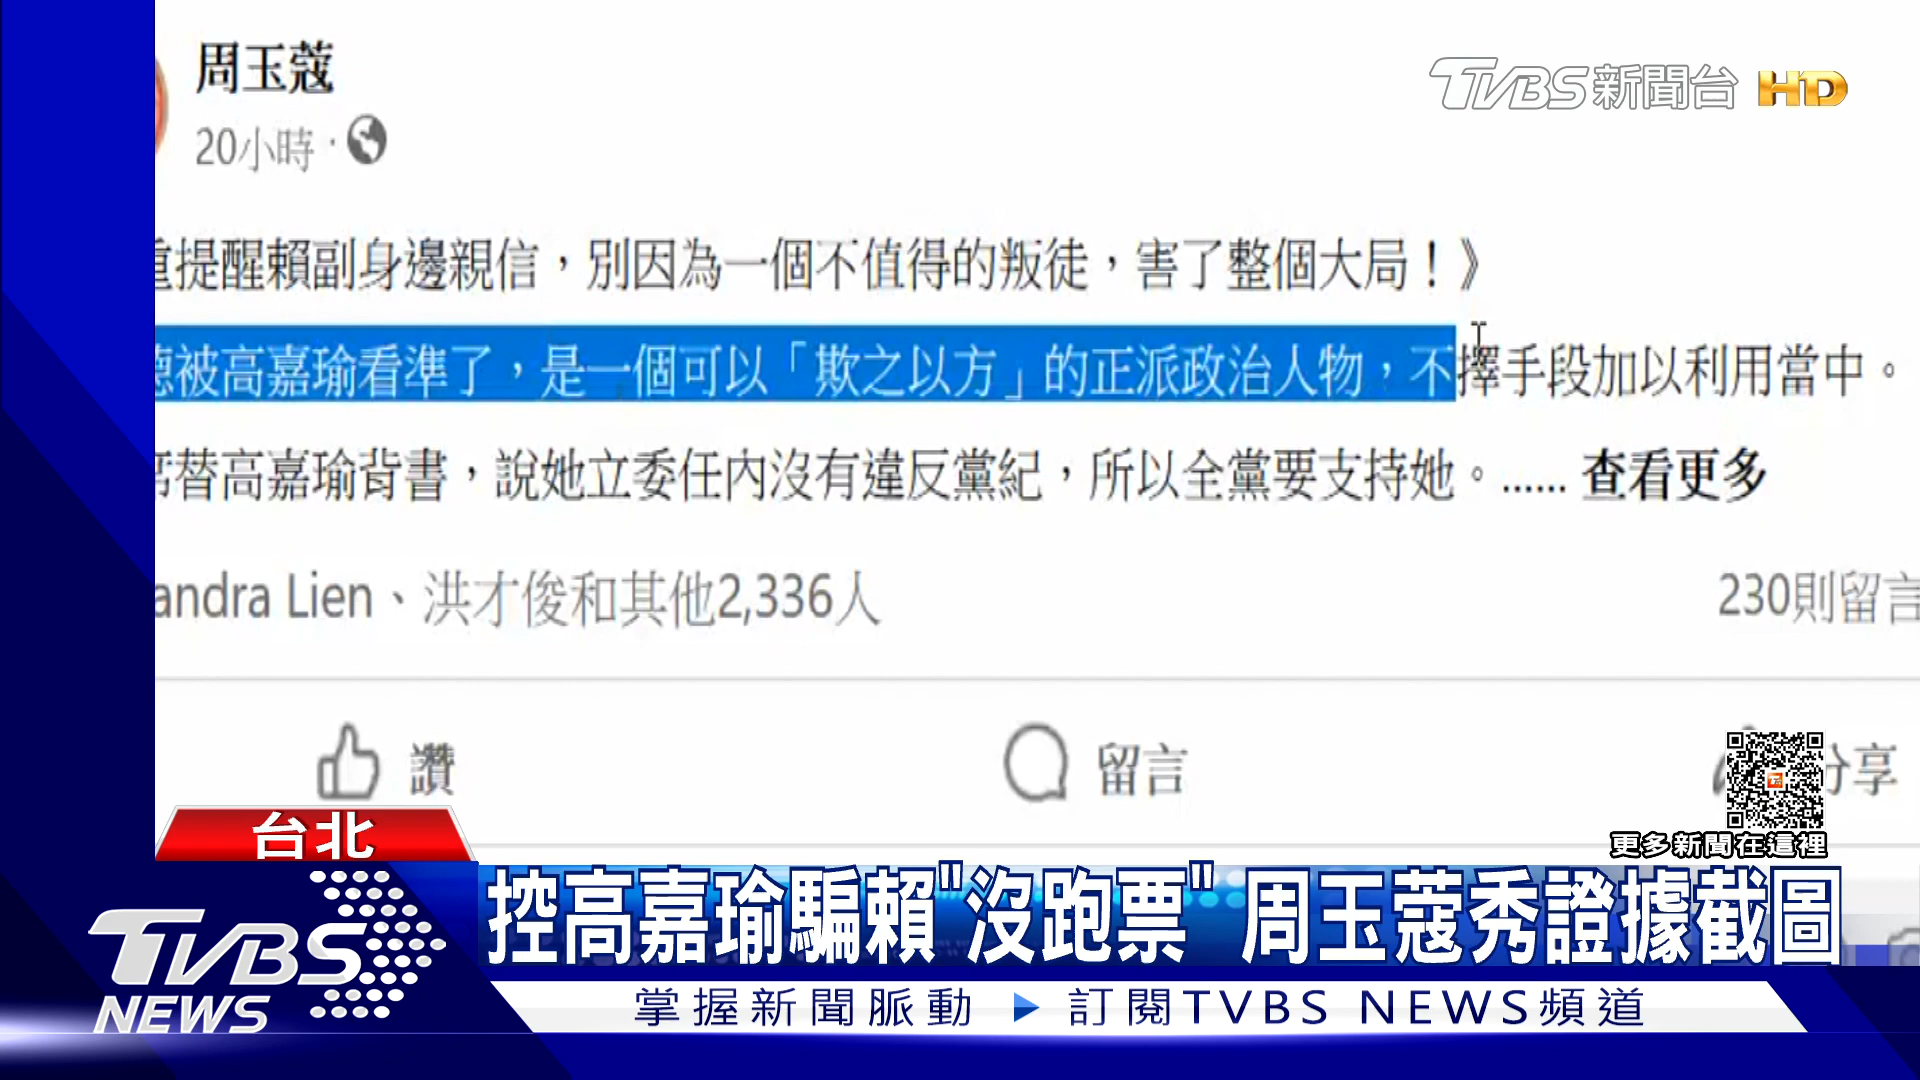 周玉蔻
TVBS新聞台 HD
20小時 ·
重提醒賴副身邊親信，別因為一個不值得的叛徒，害了整個大局！》
德被高嘉瑜看準了，是一個可以「欺之以方」的正派政治人物，不擇手段加以利用當中。
替高嘉瑜背書，說她立委任內沒有違反黨紀，所以全黨要支持她。...... 查看更多
andra Lien、洪才俊和其他2,336人
230則留言
讚
留言
分享
更多新聞在這裡
台北
控高嘉瑜騙賴"沒跑票" 周玉蔻秀證據截圖
TVBS NEWS
掌握新聞脈動 ▶ 訂閱TVBS NEWS頻道